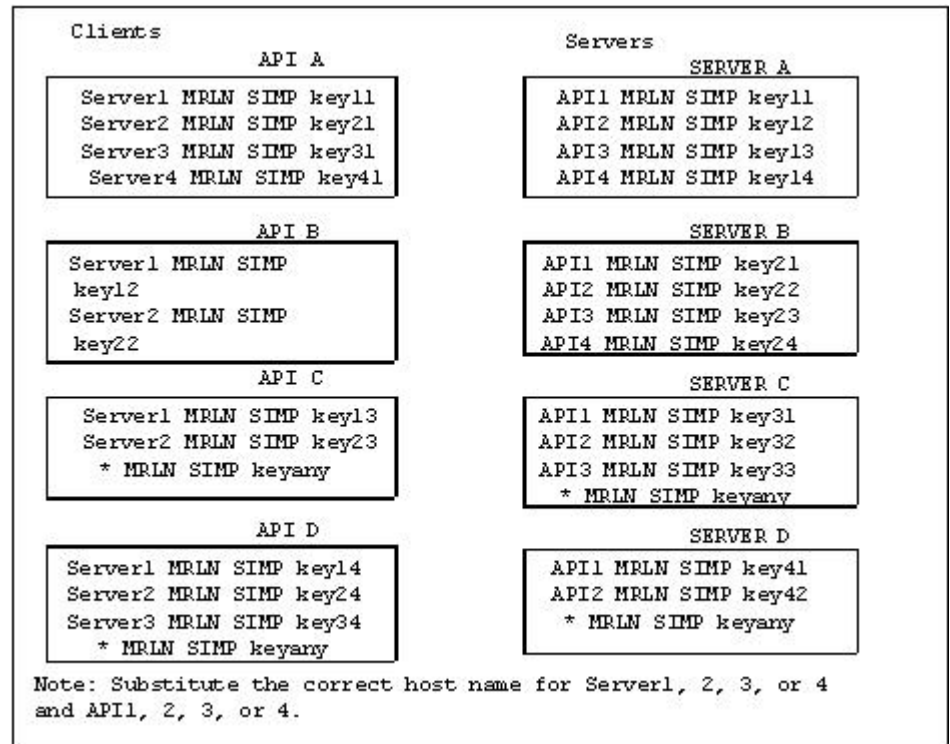 Clients
API A
Server1 MRLN SIMP key11
Server2 MRLN SIMP key21
Server3 MRLN SIMP key31
Server4 MRLN SIMP key41
API B
Server1 MRLN SIMP
key12
Server2 MRLN SIMP
key22
API C
Server1 MRLN SIMP key13
Server2 MRLN SIMP key23
* MRLN SIMP keyany
API D
Server1 MRLN SIMP key14
Server2 MRLN SIMP key24
Server3 MRLN SIMP key34
* MRLN SIMP keyany
Servers
SERVER A
API1 MRLN SIMP key11
API2 MRLN SIMP key12
API3 MRLN SIMP key13
API4 MRLN SIMP key14
SERVER B
API1 MRLN SIMP key21
API2 MRLN SIMP key22
API3 MRLN SIMP key23
API4 MRLN SIMP key24
SERVER C
API1 MRLN SIMP key31
API2 MRLN SIMP key32
API3 MRLN SIMP key33
* MRLN SIMP keyany
SERVER D
API1 MRLN SIMP key41
API2 MRLN SIMP key42
* MRLN SIMP keyany
Note: Substitute the correct host name for Server1, 2, 3, or 4
and API1, 2, 3, or 4.